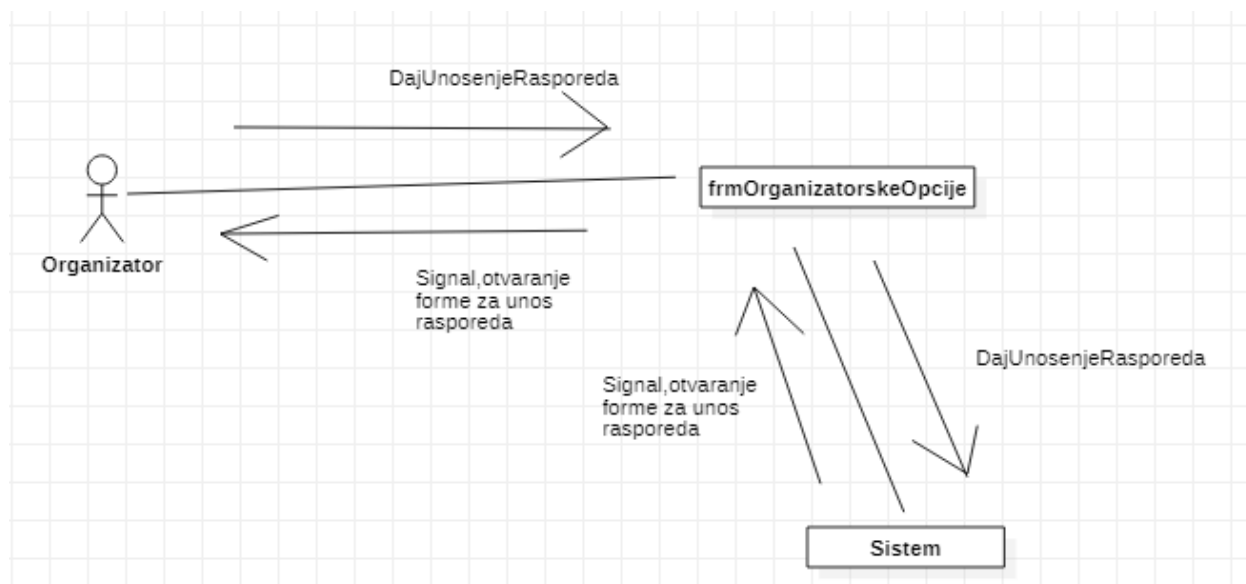 DajUnosenjeRasporeda
frmOrganizatorskeOpcije
Organizator
Signal,otvaranje
forme za unos
rasporeda
DajUnosenjeRasporeda
Signal,otvaranje
forme za unos
rasporeda
Sistem